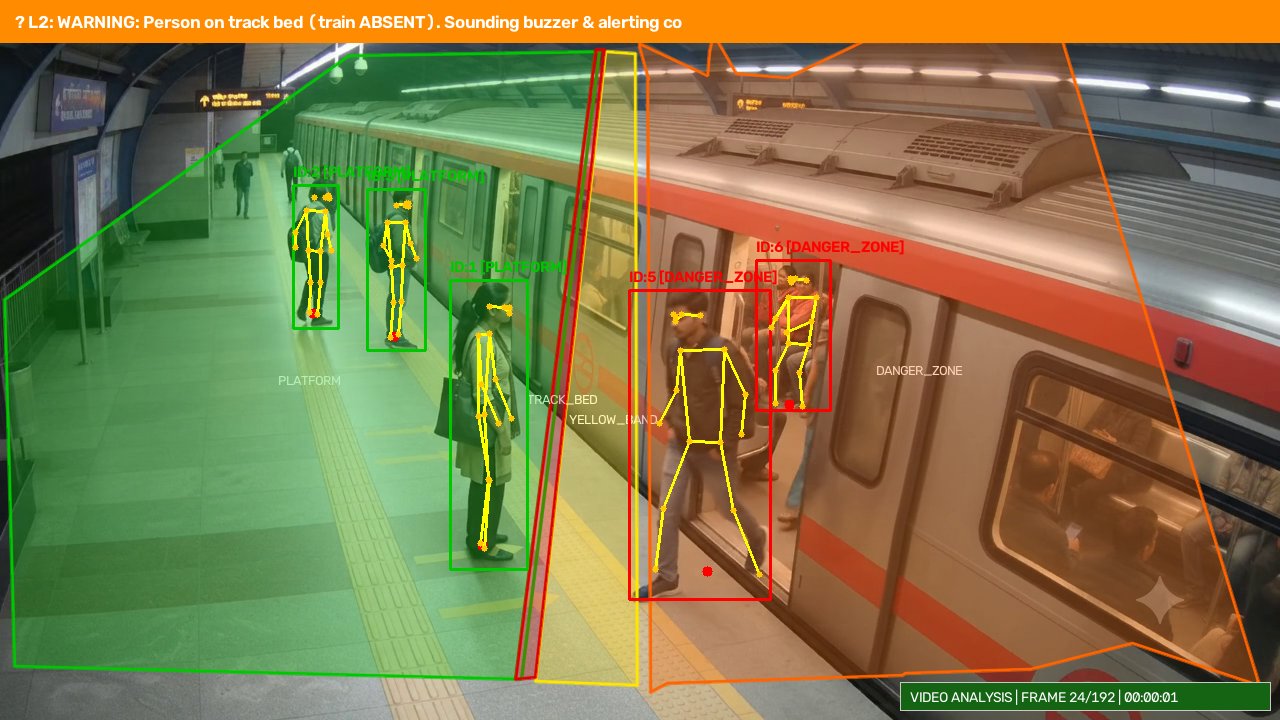 ? L2: WARNING: Person on track bed (train ABSENT). Sounding buzzer & alerting co
ID:6 [DANGER_ZONE]
ID:5 [DANGER_ZONE]
ID:1 [PLATFORM]
DANGER_ZONE
PLATFORM
TRACK_BED
YELLOW_BAND
VIDEO ANALYSIS | FRAME 24/192 | 00:00:01